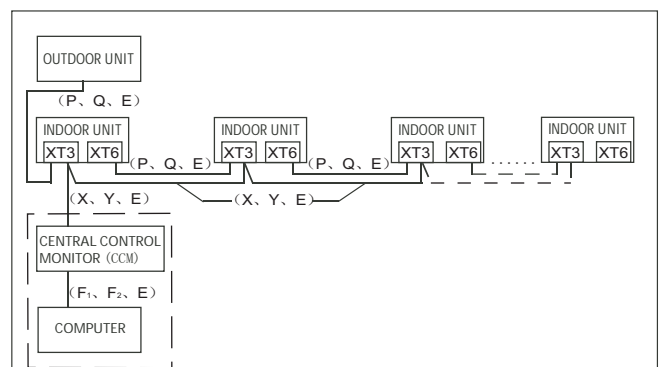 OUTDOOR UNIT
(P、Q、E)
INDOOR UNIT INDOOR UNIT INDOOR UNIT INDOOR UNIT
XT3 XT6 (P、Q、E) XT3 XT6 (P、Q、E) XT3 XT6 ...... XT3 XT6
(X、Y、E) (X、Y、E)
CENTRAL CONTROL
MONITOR (CCM)
(F₁、F₂、E)
COMPUTER